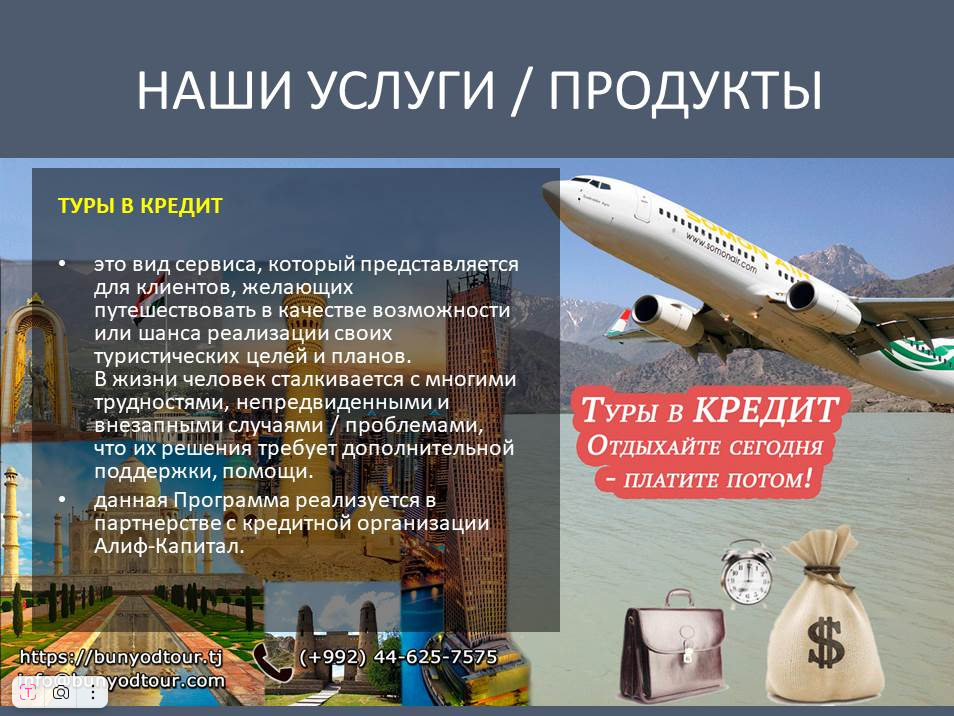 НАШИ УСЛУГИ / ПРОДУКТЫ
ТУРЫ В КРЕДИТ
• это вид сервиса, который представляется
для клиентов, желающих
путешествовать в качестве возможности
или шанса реализации своих
туристических целей и планов.
В жизни человек сталкивается с многими
трудностями, непредвиденными и
внезапными случаями / проблемами,
что их решения требует дополнительной
поддержки, помощи.
• данная Программа реализуется в
партнерстве с кредитной организации
Алиф-Капитал.
SOMON AIR
www.somonair.com
Туры в КРЕДИТ
Отдыхайте сегодня
- платите потом!
$
https://bunyodtour.tj
(+992) 44-625-7575
info@bunyodtour.com